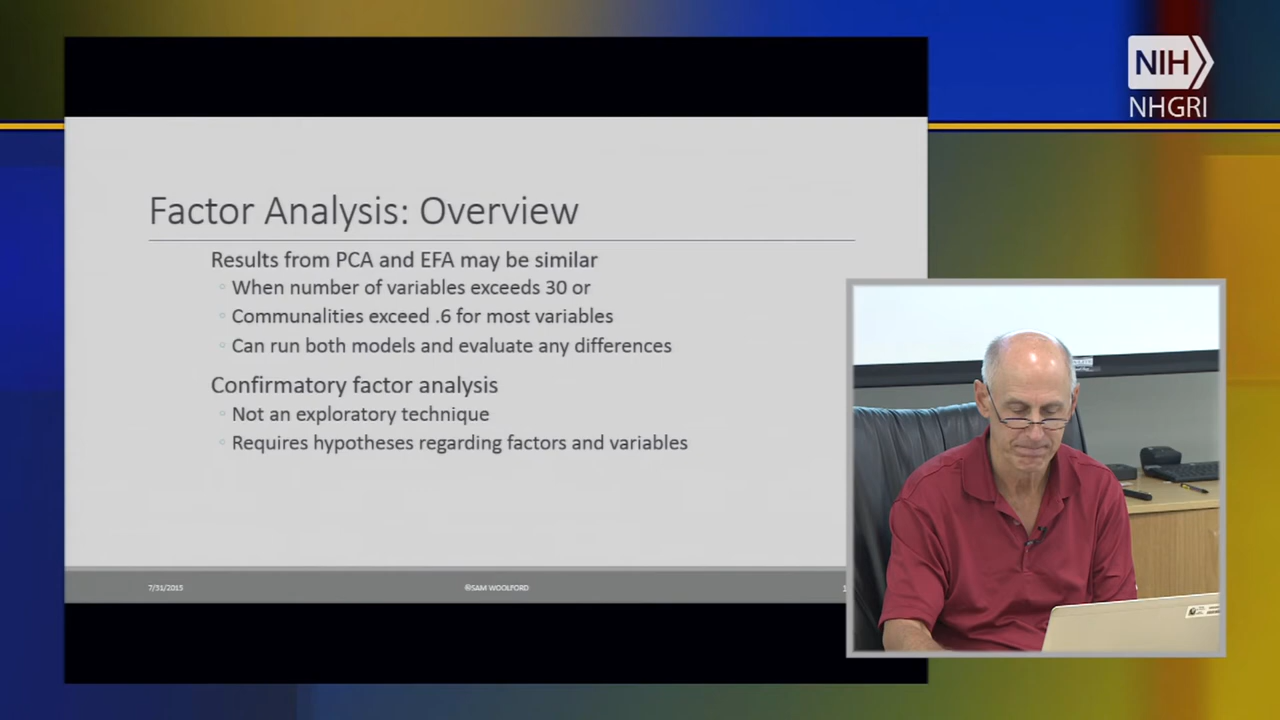 NIH
NHGRI
Factor Analysis: Overview
Results from PCA and EFA may be similar
When number of variables exceeds 30 or
Communalities exceed .6 for most variables
Can run both models and evaluate any differences
Confirmatory factor analysis
Not an exploratory technique
Requires hypotheses regarding factors and variables
7/31/2015
©SAM WOOLFORD